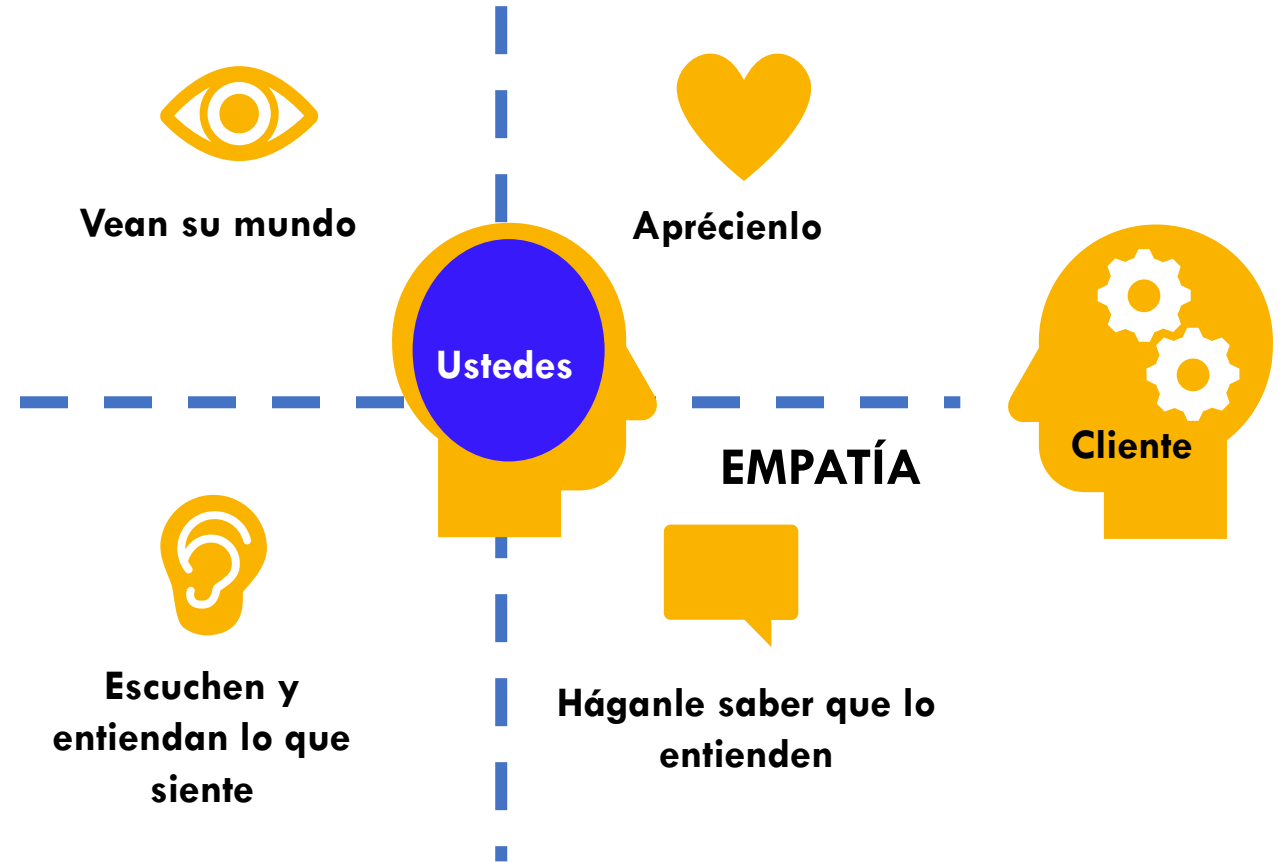 Vean su mundo
Aprécienlo
Ustedes
EMPATÍA
Cliente
Escuchen y
entiendan lo que
siente
Háganle saber que lo
entienden